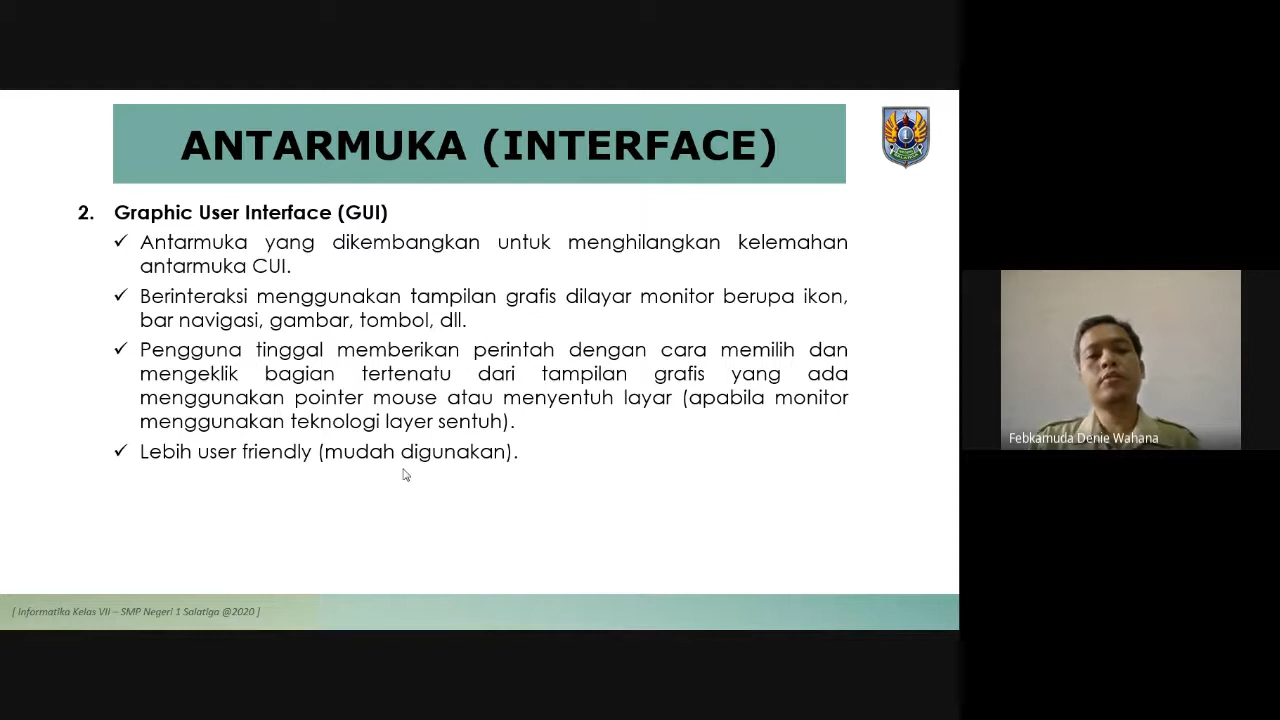 ANTARMUKA (INTERFACE)
1
2. Graphic User Interface (GUI)
✓ Antarmuka yang dikembangkan untuk menghilangkan kelemahan
antarmuka CUI.
✓ Berinteraksi menggunakan tampilan grafis dilayar monitor berupa ikon,
bar navigasi, gambar, tombol, dll.
✓ Pengguna tinggal memberikan perintah dengan cara memilih dan
mengeklik bagian tertenatu dari tampilan grafis yang ada
menggunakan pointer mouse atau menyentuh layar (apabila monitor
menggunakan teknologi layer sentuh).
✓ Lebih user friendly (mudah digunakan).
Febkamuda Denie Wahana
[ Informatika Kelas VII – SMP Negeri 1 Salatiga @2020 ]